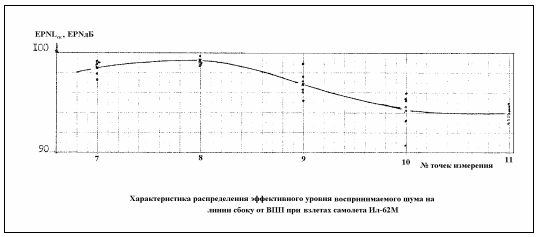 EPNLₘ, EPNдБ
100
90
7 8 9 10 11
№ точек измерения
Характеристика распределения эффективного уровня воспринимаемого шума на
линии сбоку от ВПП при взлетах самолета Ил-62М